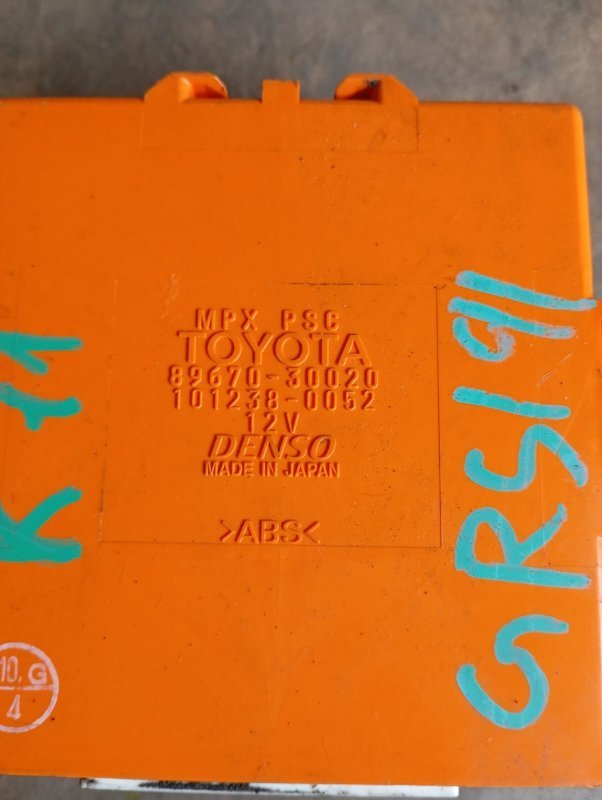 MPX PSC
TOYOTA
89670-30020
101238-0052
12V
DENSO
MADE IN JAPAN
>ABS<
GRS191
10. G
4